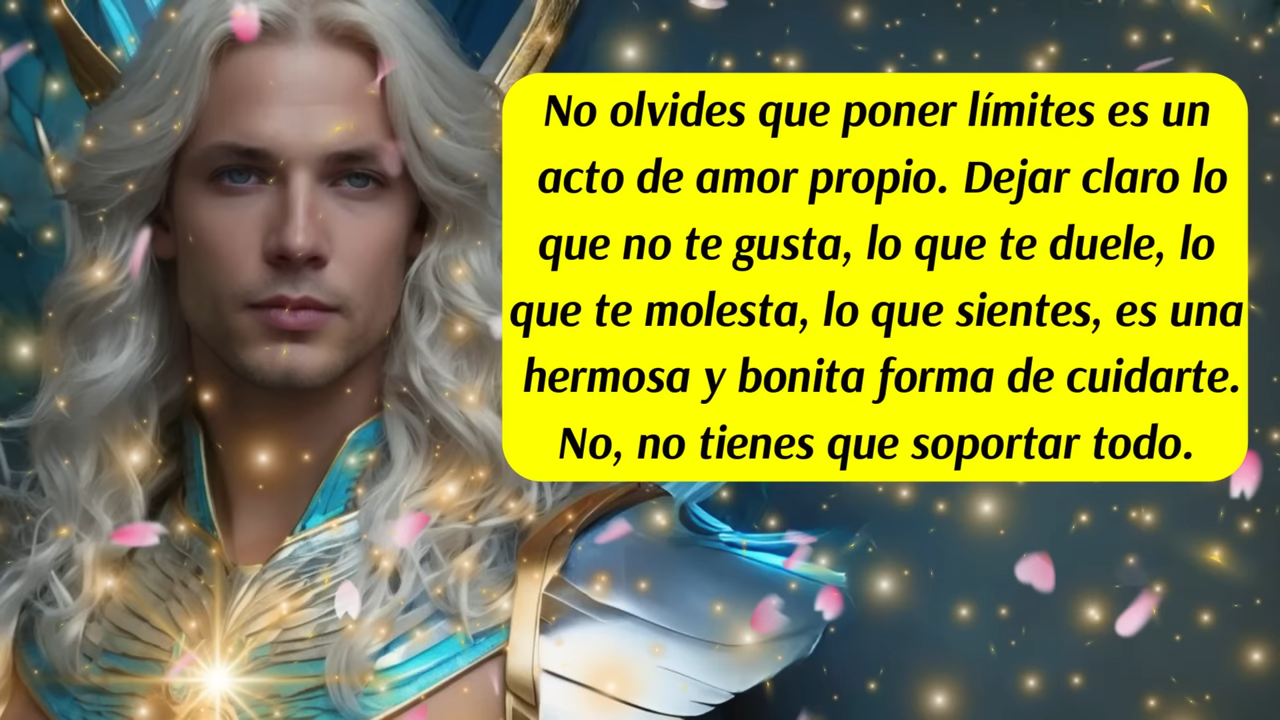 No olvides que poner límites es un
acto de amor propio. Dejar claro lo
que no te gusta, lo que te duele, lo
que te molesta, lo que sientes, es una
hermosa y bonita forma de cuidarte.
No, no tienes que soportar todo.